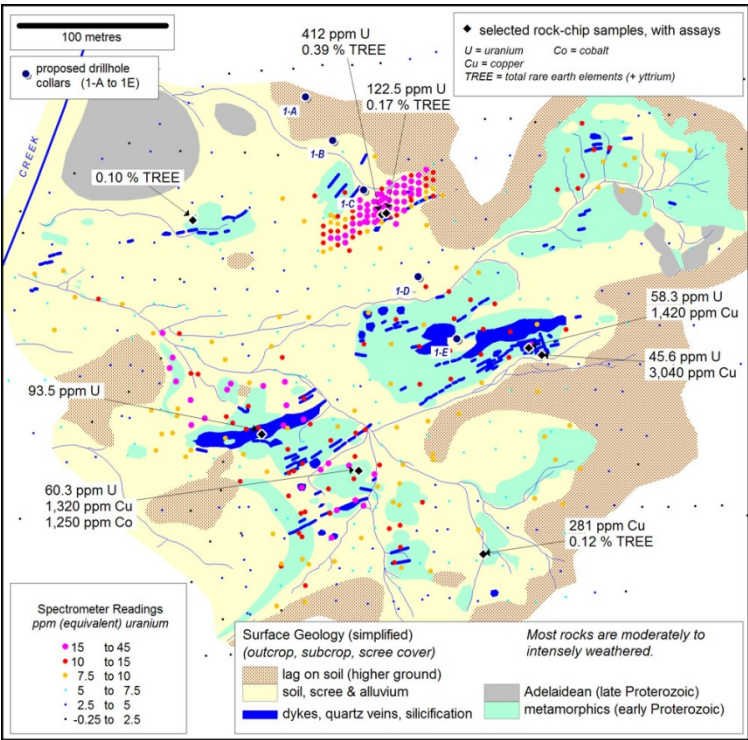 100 metres
proposed drillhole
collars (1-A to 1E)
412 ppm U
0.39 % TREE
122.5 ppm U
0.17 % TREE
selected rock-chip samples, with assays
U = uranium Co = cobalt
Cu = copper
TREE = total rare earth elements (+ yttrium)
CREEK
1-A
1-B
0.10 % TREE
1-C
1-D
58.3 ppm U
1,420 ppm Cu
1-E
45.6 ppm U
3,040 ppm Cu
93.5 ppm U
60.3 ppm U
1,320 ppm Cu
1,250 ppm Co
281 ppm Cu
0.12 % TREE
Spectrometer Readings
ppm (equivalent) uranium
15 to 45
10 to 15
7.5 to 10
5 to 7.5
2.5 to 5
-0.25 to 2.5
Surface Geology (simplified)
(outcrop, subcrop, scree cover)
lag on soil (higher ground)
soil, scree & alluvium
dykes, quartz veins, silicification
Most rocks are moderately to
intensely weathered.
Adelaidean (late Proterozoic)
metamorphics (early Proterozoic)